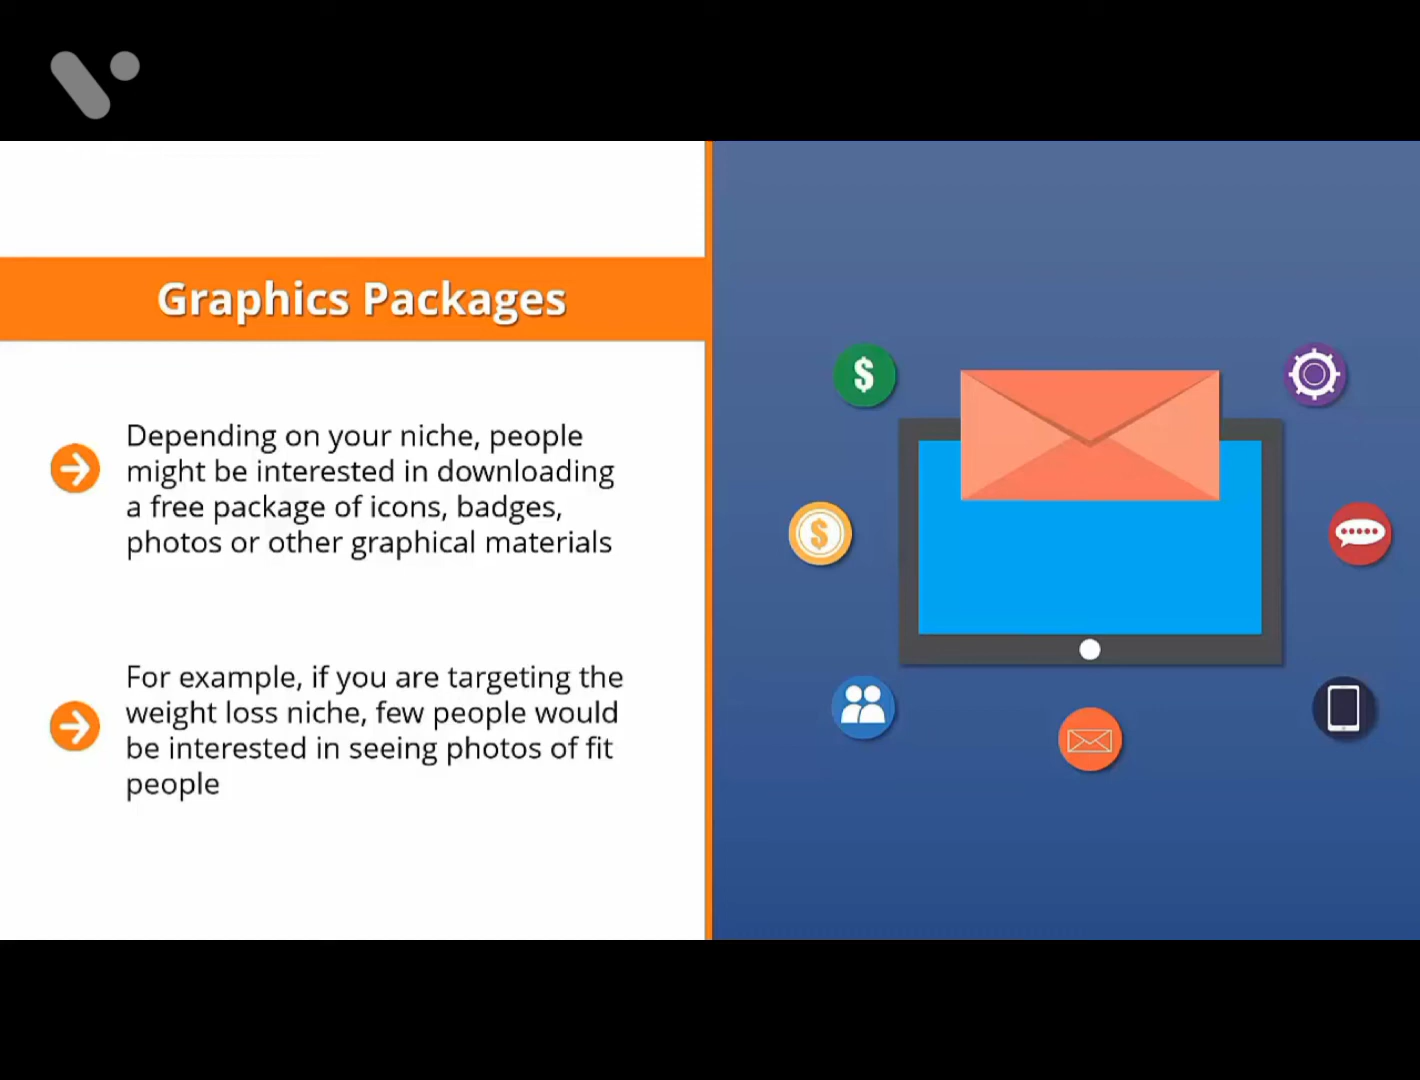 Graphics Packages
Depending on your niche, people
might be interested in downloading
a free package of icons, badges,
photos or other graphical materials
For example, if you are targeting the
weight loss niche, few people would
be interested in seeing photos of fit
people
$
$